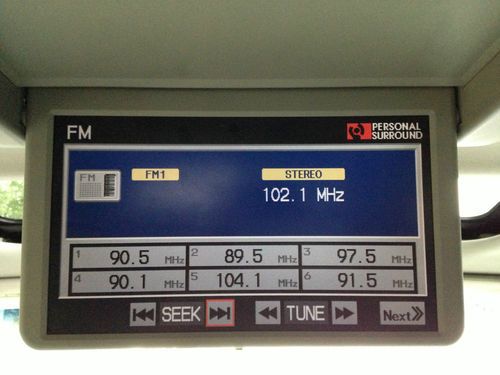 FM
PERSONAL
SURROUND
FM
FM1
STEREO
102.1 MHz
1 90.5 MHz 2 89.5 MHz 3 97.5 MHz
4 90.1 MHz 5 104.1 MHz 6 91.5 MHz
SEEK TUNE Next